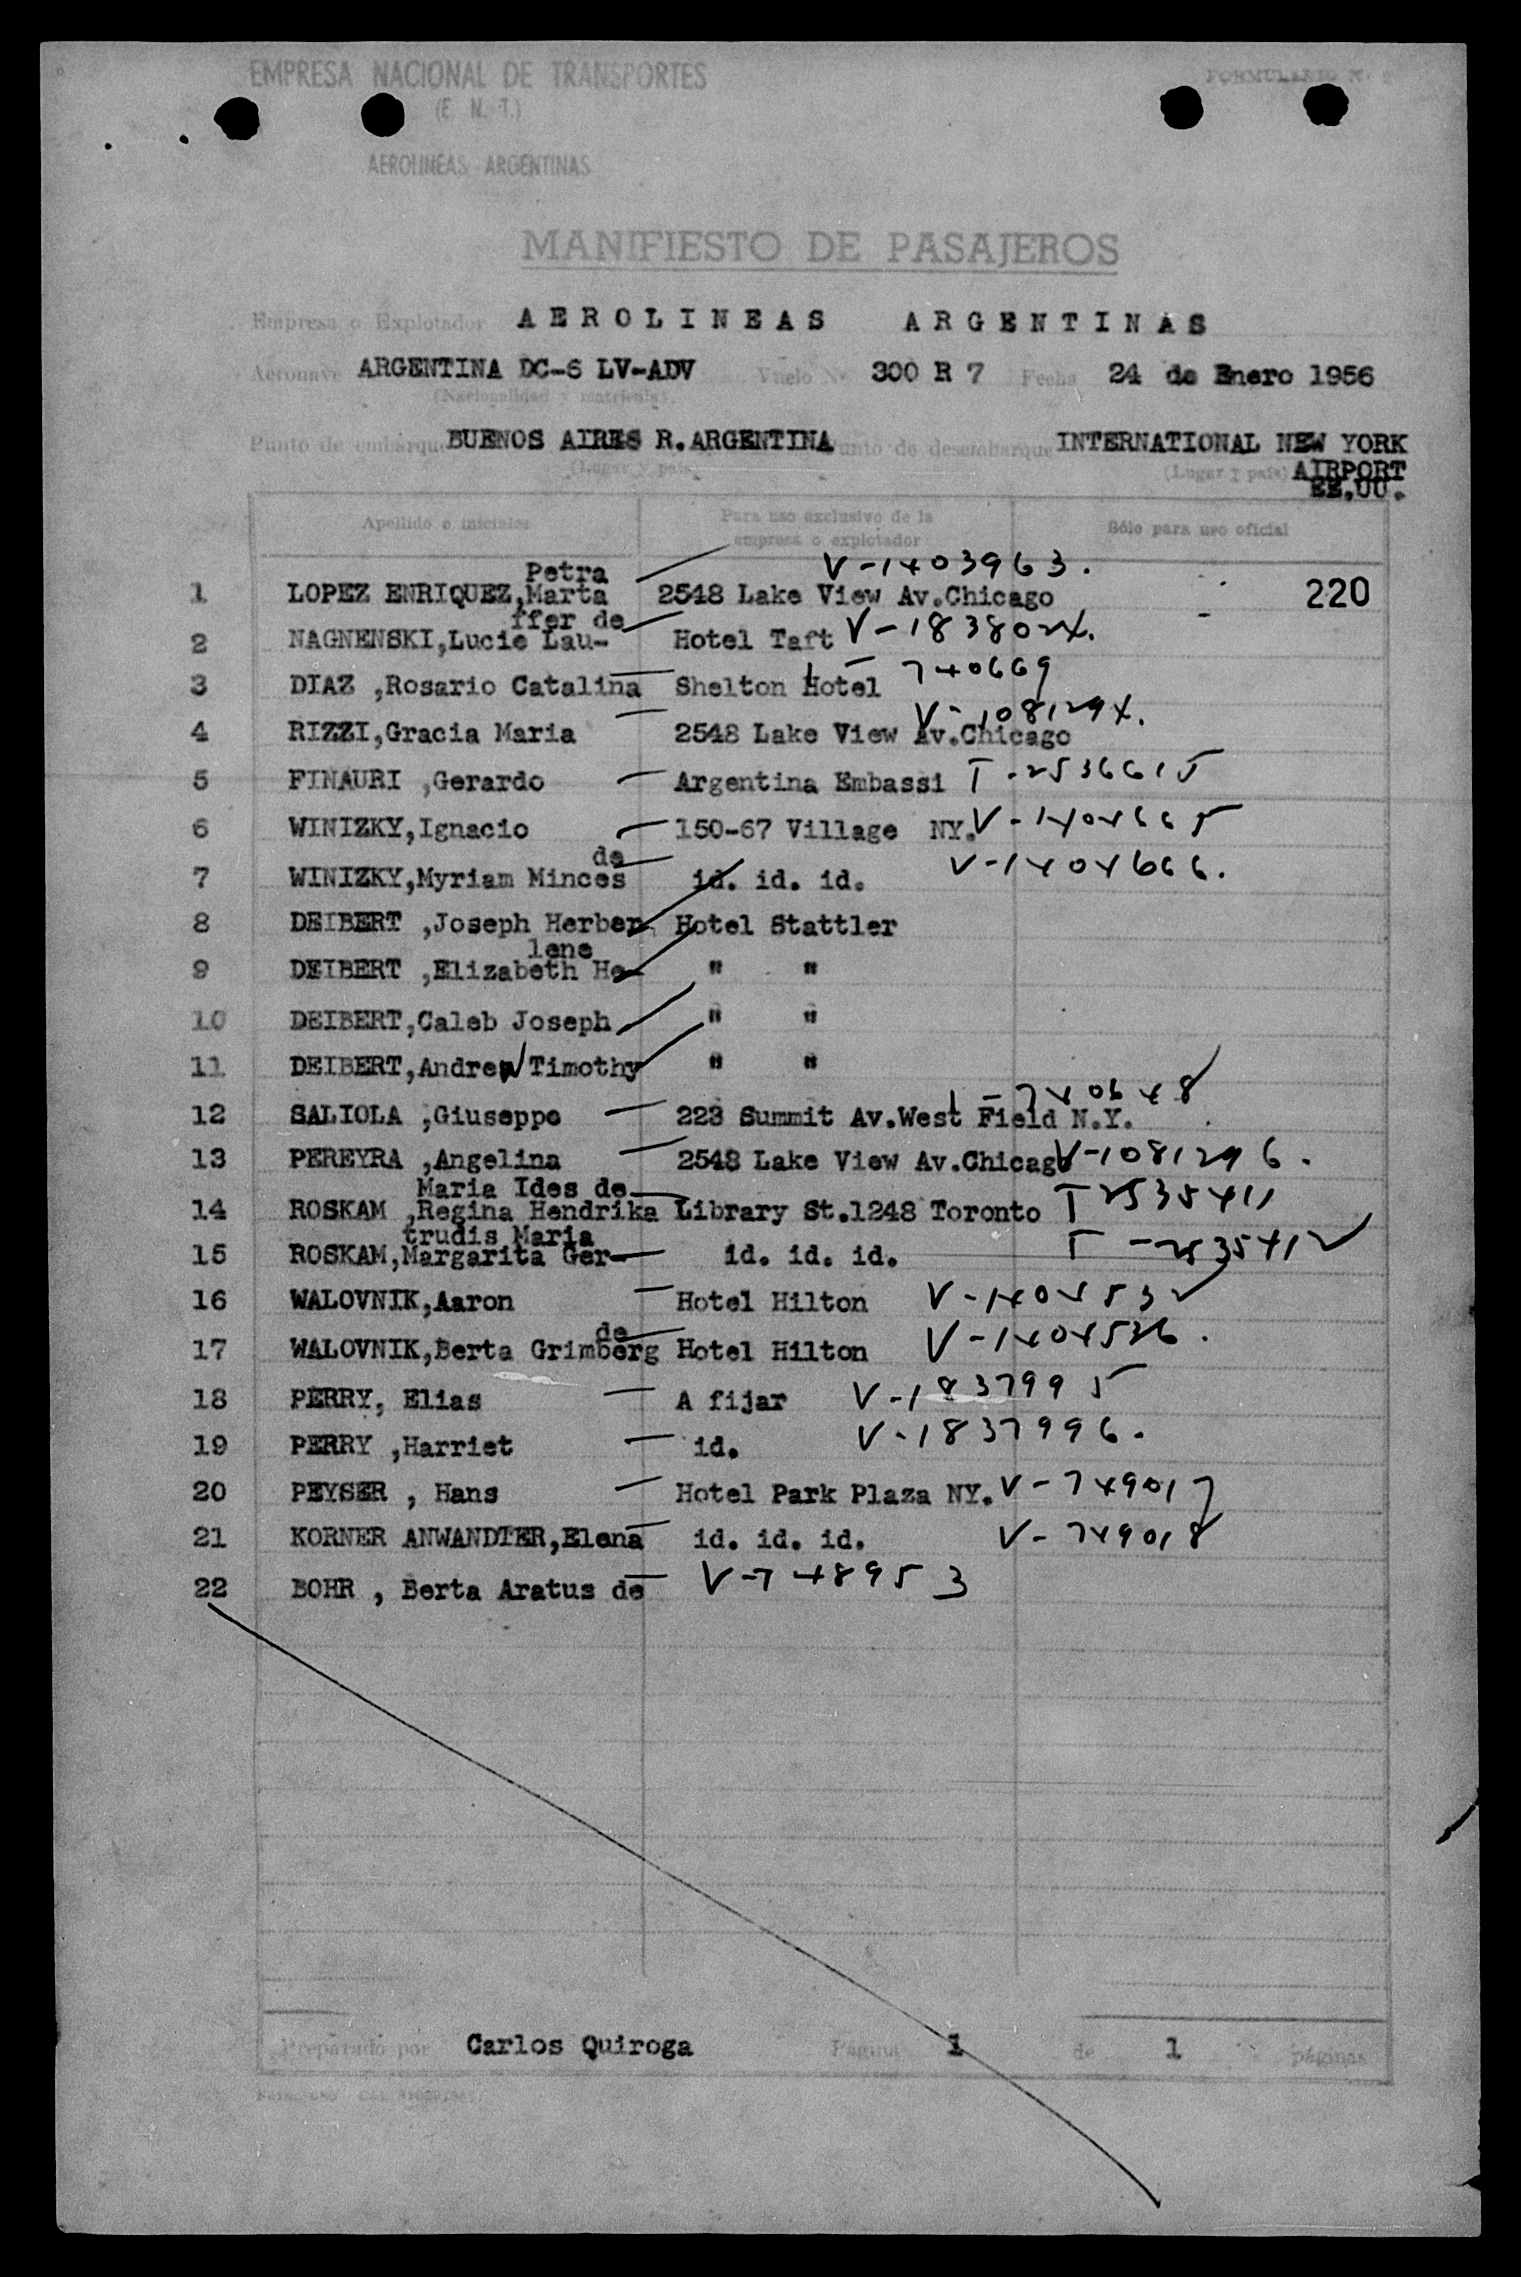 EMPRESA NACIONAL DE TRANSPORTES
FORMULARIO N.
(E. N. T.)
AEROLINEAS ARGENTINAS
MANIFIESTO DE PASAJEROS
Empresa o Explotador AEROLINEAS ARGENTINAS
Aeronave ARGENTINA DC-6 LV-ADV Vuelo No 300 R 7 Fecha 24 de Enero 1956
(Nacionalidad y matrícula)
Punto de embarque BUENOS AIRES R.ARGENTINA Punto de desembarque INTERNATIONAL NEW YORK
(Lugar y país) (Lugar y país) AIRPORT
EE.UU.
Apellido e iniciales Para uso exclusivo de la empresa o explotador Sólo para uso oficial
Petra V-1403963.
1 LOPEZ ENRIQUEZ,Marta 2548 Lake View Av.Chicago 220
ffer de
2 NAGNENSKI,Lucie Lau- Hotel Taft V-1838024.
3 DIAZ ,Rosario Catalina Shelton Hotel 740669
4 RIZZI,Gracia Maria 2548 Lake View Av.Chicago V-1081294.
5 FINAURI ,Gerardo Argentina Embassi T-2536615
6 WINIZKY,Ignacio 150-67 Village NY. V-1404665
de
7 WINIZKY,Myriam Minces id. id. id. V-1404666.
8 DEIBERT ,Joseph Herber Hotel Stattler
lene
9 DEIBERT ,Elizabeth He- " "
10 DEIBERT,Caleb Joseph " "
11 DEIBERT,Andrew Timothy " "
12 SALIOLA ,Giuseppe 223 Summit Av.West Field N.Y. 740648
13 PEREYRA ,Angelina 2548 Lake View Av.Chicago V-1081296.
Maria Ides de
14 ROSKAM ,Regina Hendrika Library St.1248 Toronto T 2535411
trudis Maria
15 ROSKAM,Margarita Ger- id. id. id. T-2535412
16 WALOVNIK,Aaron Hotel Hilton V-1404532
de
17 WALOVNIK,Berta Grimberg Hotel Hilton V-1404526.
18 PERRY, Elias A fijar V-1837995
19 PERRY ,Harriet id. V-1837996.
20 PEYSER , Hans Hotel Park Plaza NY. V-749017
21 KORNER ANWANDTER,Elena id. id. id. V-749018
22 BOHR , Berta Aratus de V-748953
Preparado por Carlos Quiroga Página 1 de 1 páginas